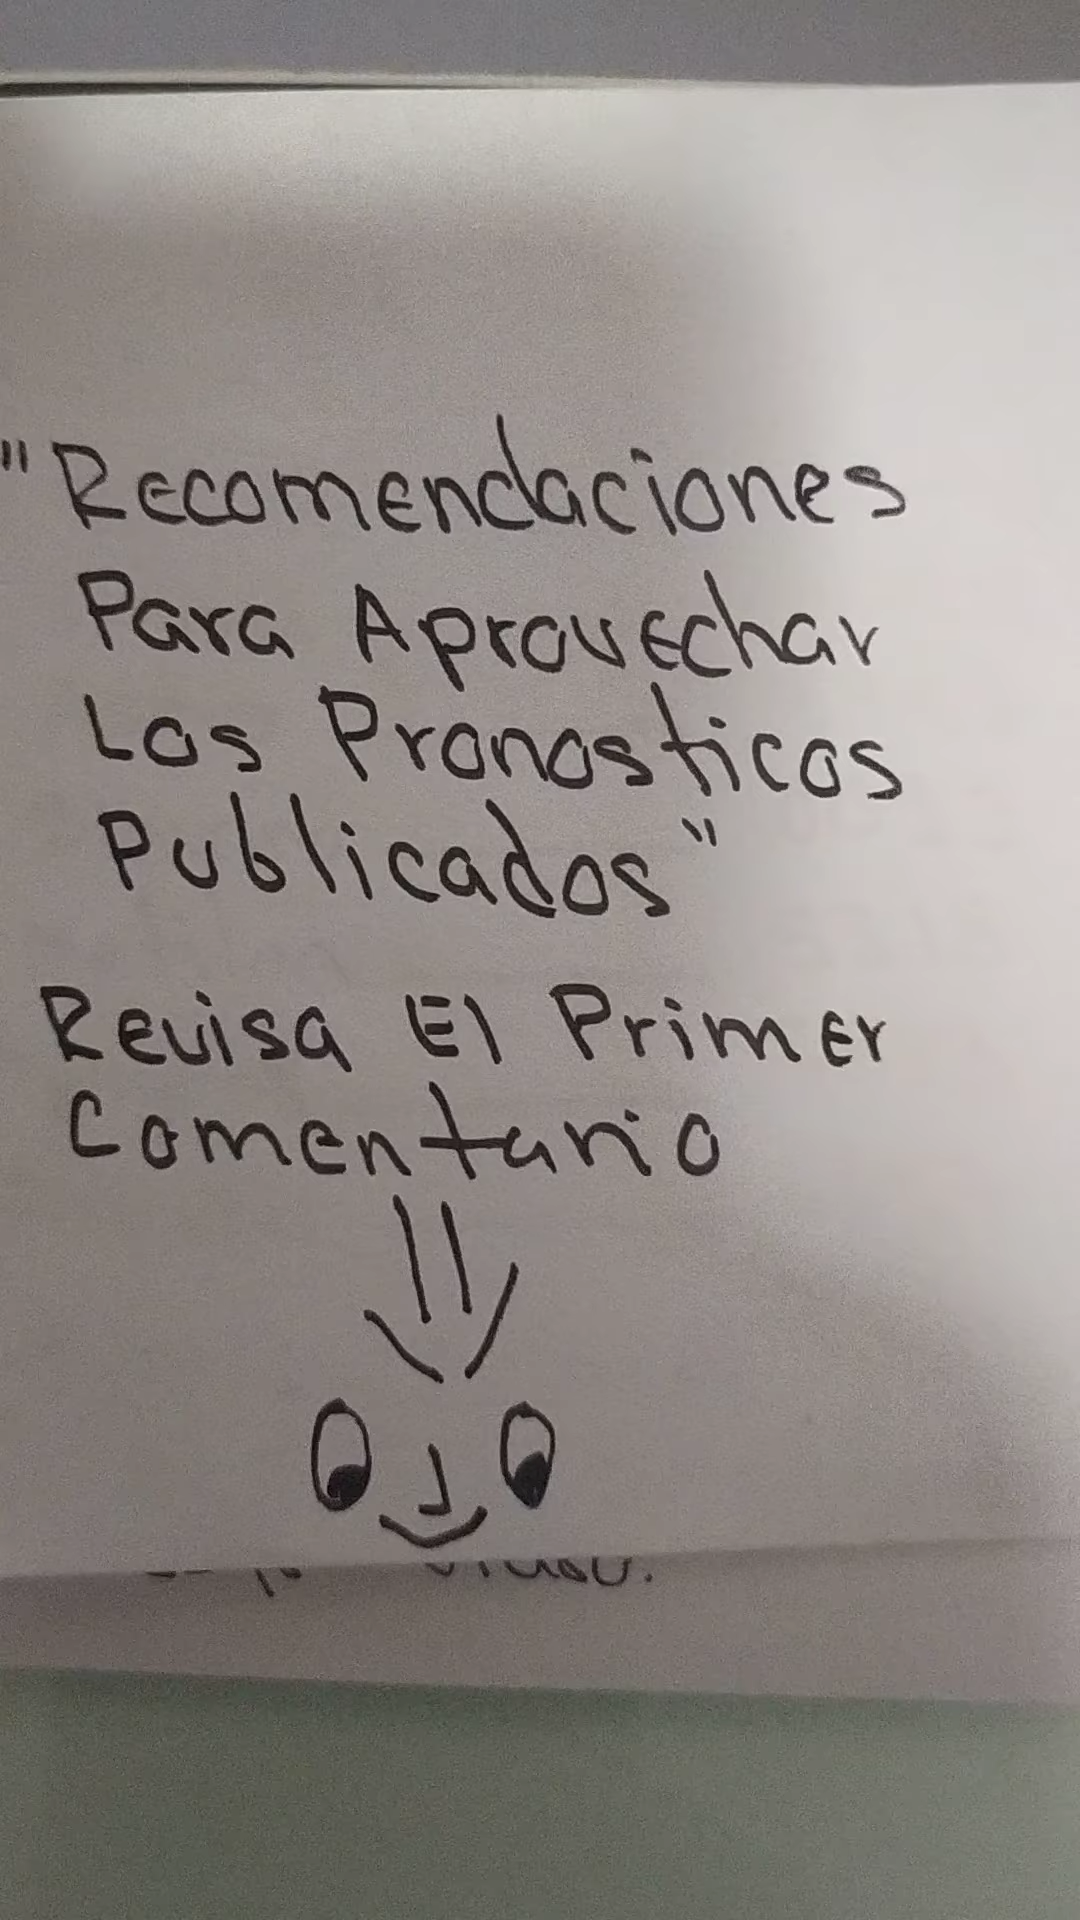 "Recomendaciones
Para Aprovechar
Los Pronosticos
Publicados"
Revisa El Primer
Comentario